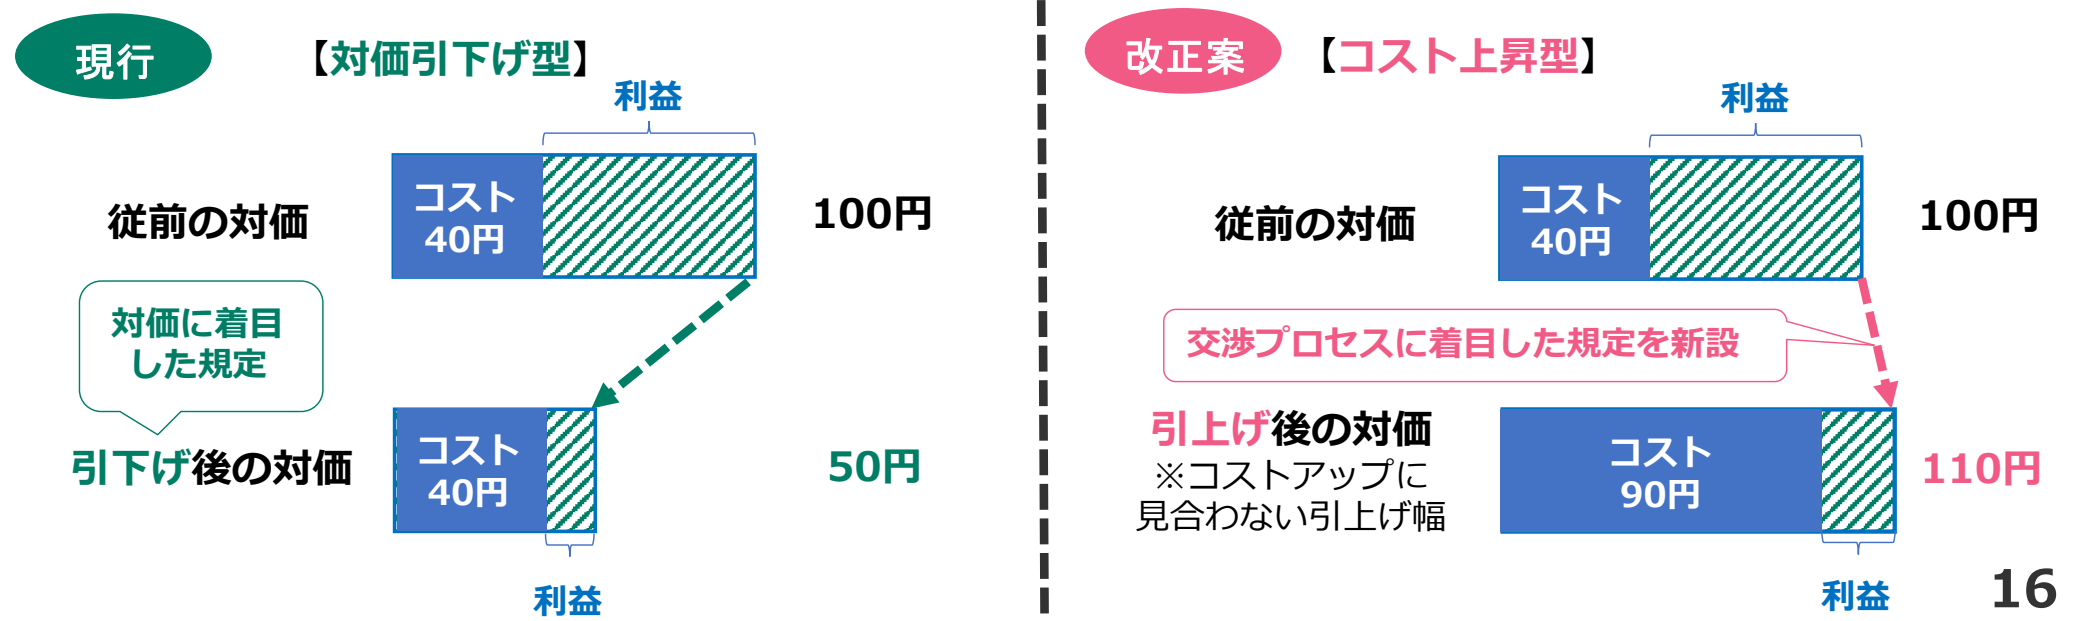 現行
【対価引下げ型】
利益
従前の対価
コスト
40円
100円
対価に着目
した規定
引下げ後の対価
コスト
40円
50円
利益
改正案
【コスト上昇型】
利益
従前の対価
コスト
40円
100円
交渉プロセスに着目した規定を新設
引上げ後の対価
※コストアップに
見合わない引上げ幅
コスト
90円
110円
利益
16